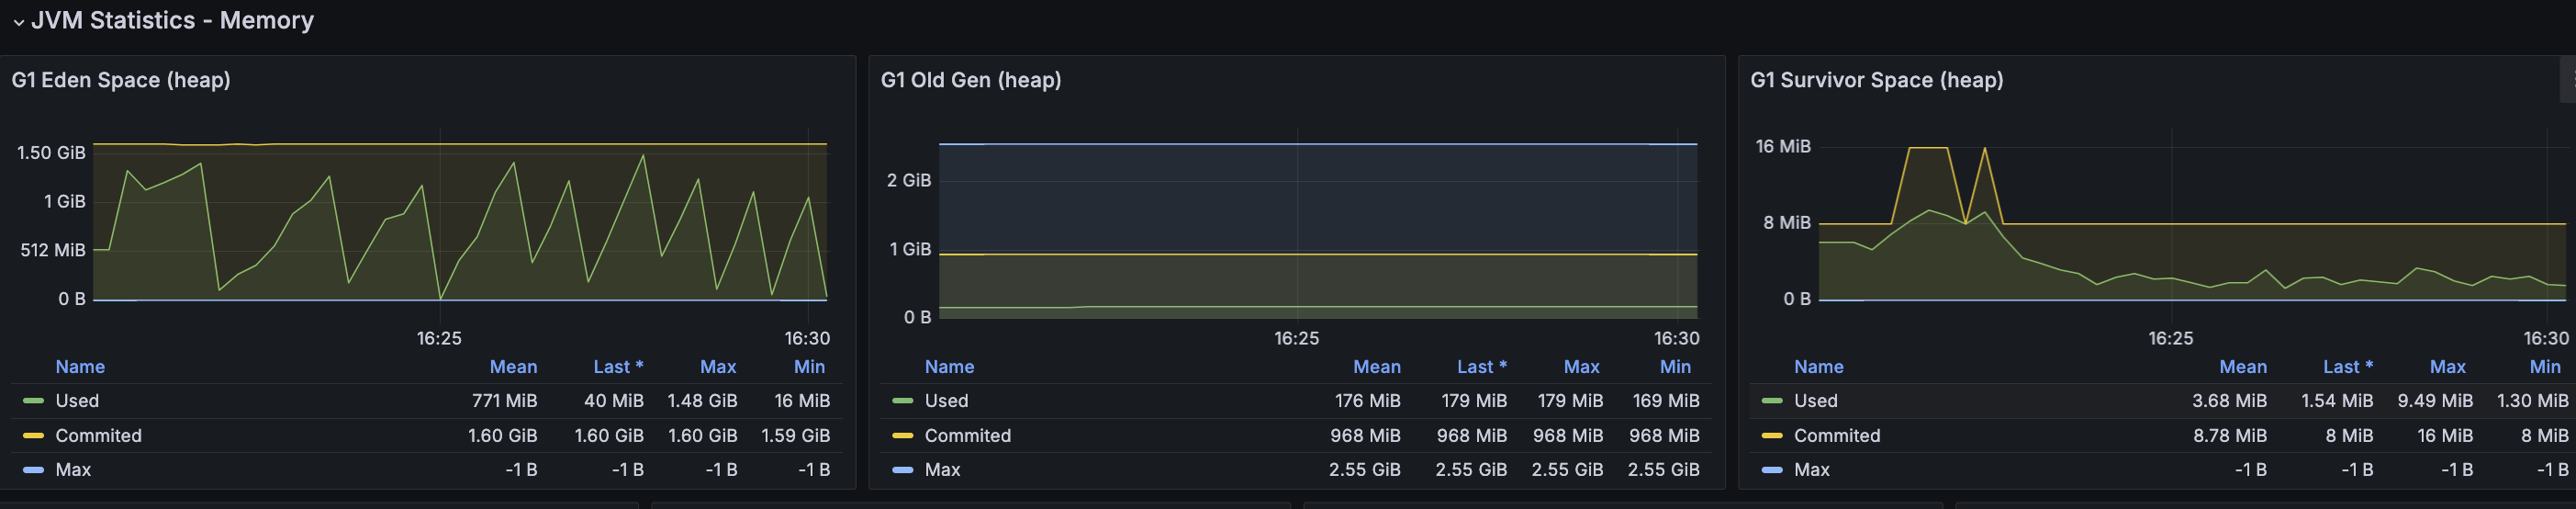 JVM Statistics - Memory
G1 Eden Space (heap)
1.50 GiB
1 GiB
512 MiB
0 B
16:25 16:30
Name Mean Last * Max Min
Used 771 MiB 40 MiB 1.48 GiB 16 MiB
Commited 1.60 GiB 1.60 GiB 1.60 GiB 1.59 GiB
Max -1 B -1 B -1 B -1 B
G1 Old Gen (heap)
2 GiB
1 GiB
0 B
16:25 16:30
Name Mean Last * Max Min
Used 176 MiB 179 MiB 179 MiB 169 MiB
Commited 968 MiB 968 MiB 968 MiB 968 MiB
Max 2.55 GiB 2.55 GiB 2.55 GiB 2.55 GiB
G1 Survivor Space (heap)
16 MiB
8 MiB
0 B
16:25 16:30
Name Mean Last * Max Min
Used 3.68 MiB 1.54 MiB 9.49 MiB 1.30 MiB
Commited 8.78 MiB 8 MiB 16 MiB 8 MiB
Max -1 B -1 B -1 B -1 B